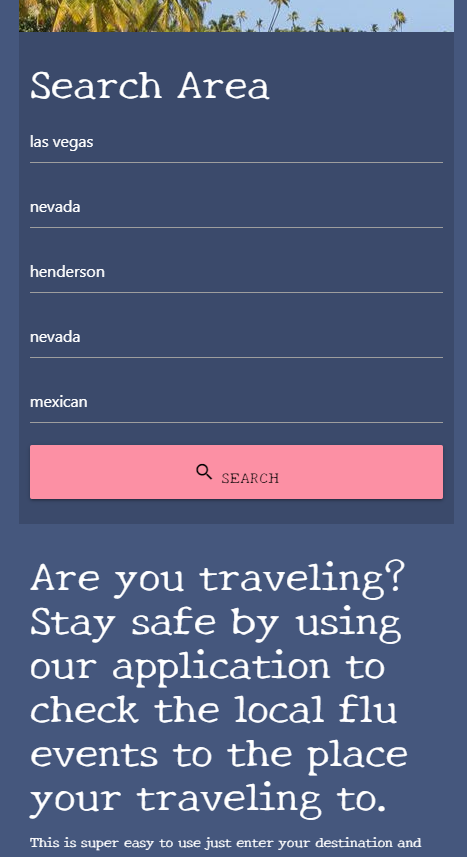 Search Area
las vegas
nevada
henderson
nevada
mexican
SEARCH
Are you traveling?
Stay safe by using
our application to
check the local flu
events to the place
your traveling to.
This is super easy to use just enter your destination and